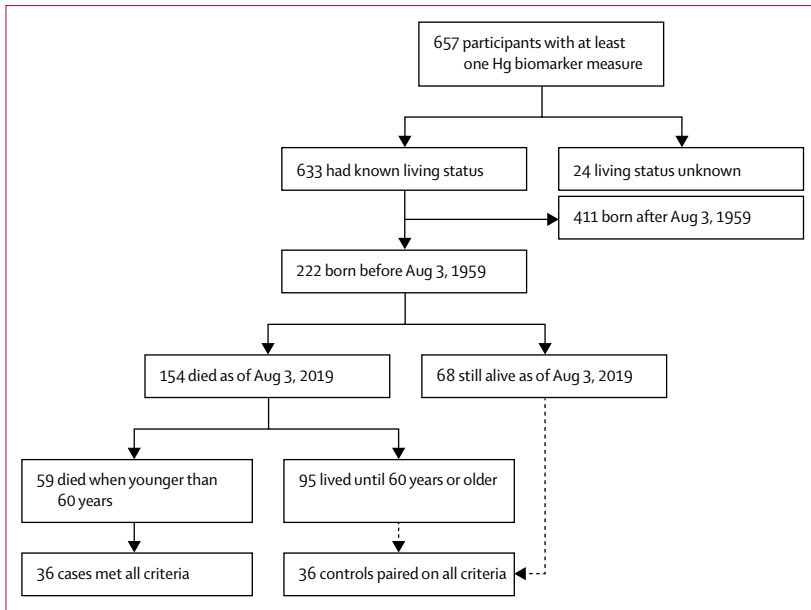 657 participants with at least
one Hg biomarker measure
633 had known living status
24 living status unknown
411 born after Aug 3, 1959
222 born before Aug 3, 1959
154 died as of Aug 3, 2019
68 still alive as of Aug 3, 2019
59 died when younger than
60 years
95 lived until 60 years or older
36 cases met all criteria
36 controls paired on all criteria